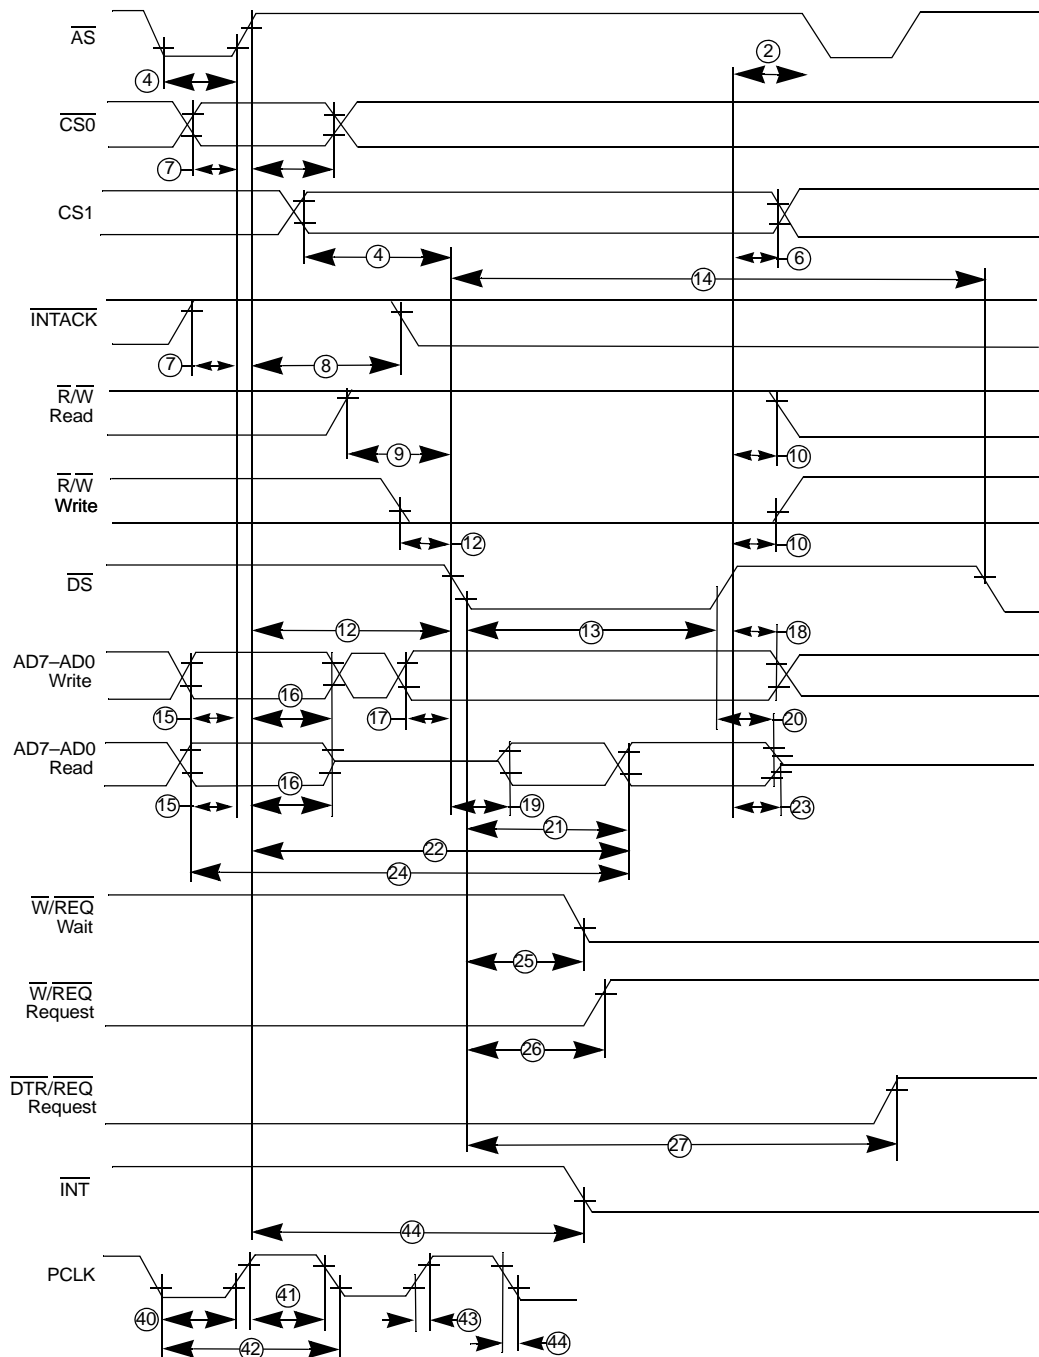 AS
2
4
CS0
7
CS1
4
6
14
INTACK
7
8
R/W
Read
9
10
R/W
Write
12
10
DS
12
13
18
AD7–AD0
Write
16
15
17
20
AD7–AD0
Read
16
15
19
23
21
22
24
W/REQ
Wait
25
W/REQ
Request
26
DTR/REQ
Request
27
INT
44
PCLK
40
41
43
42
44